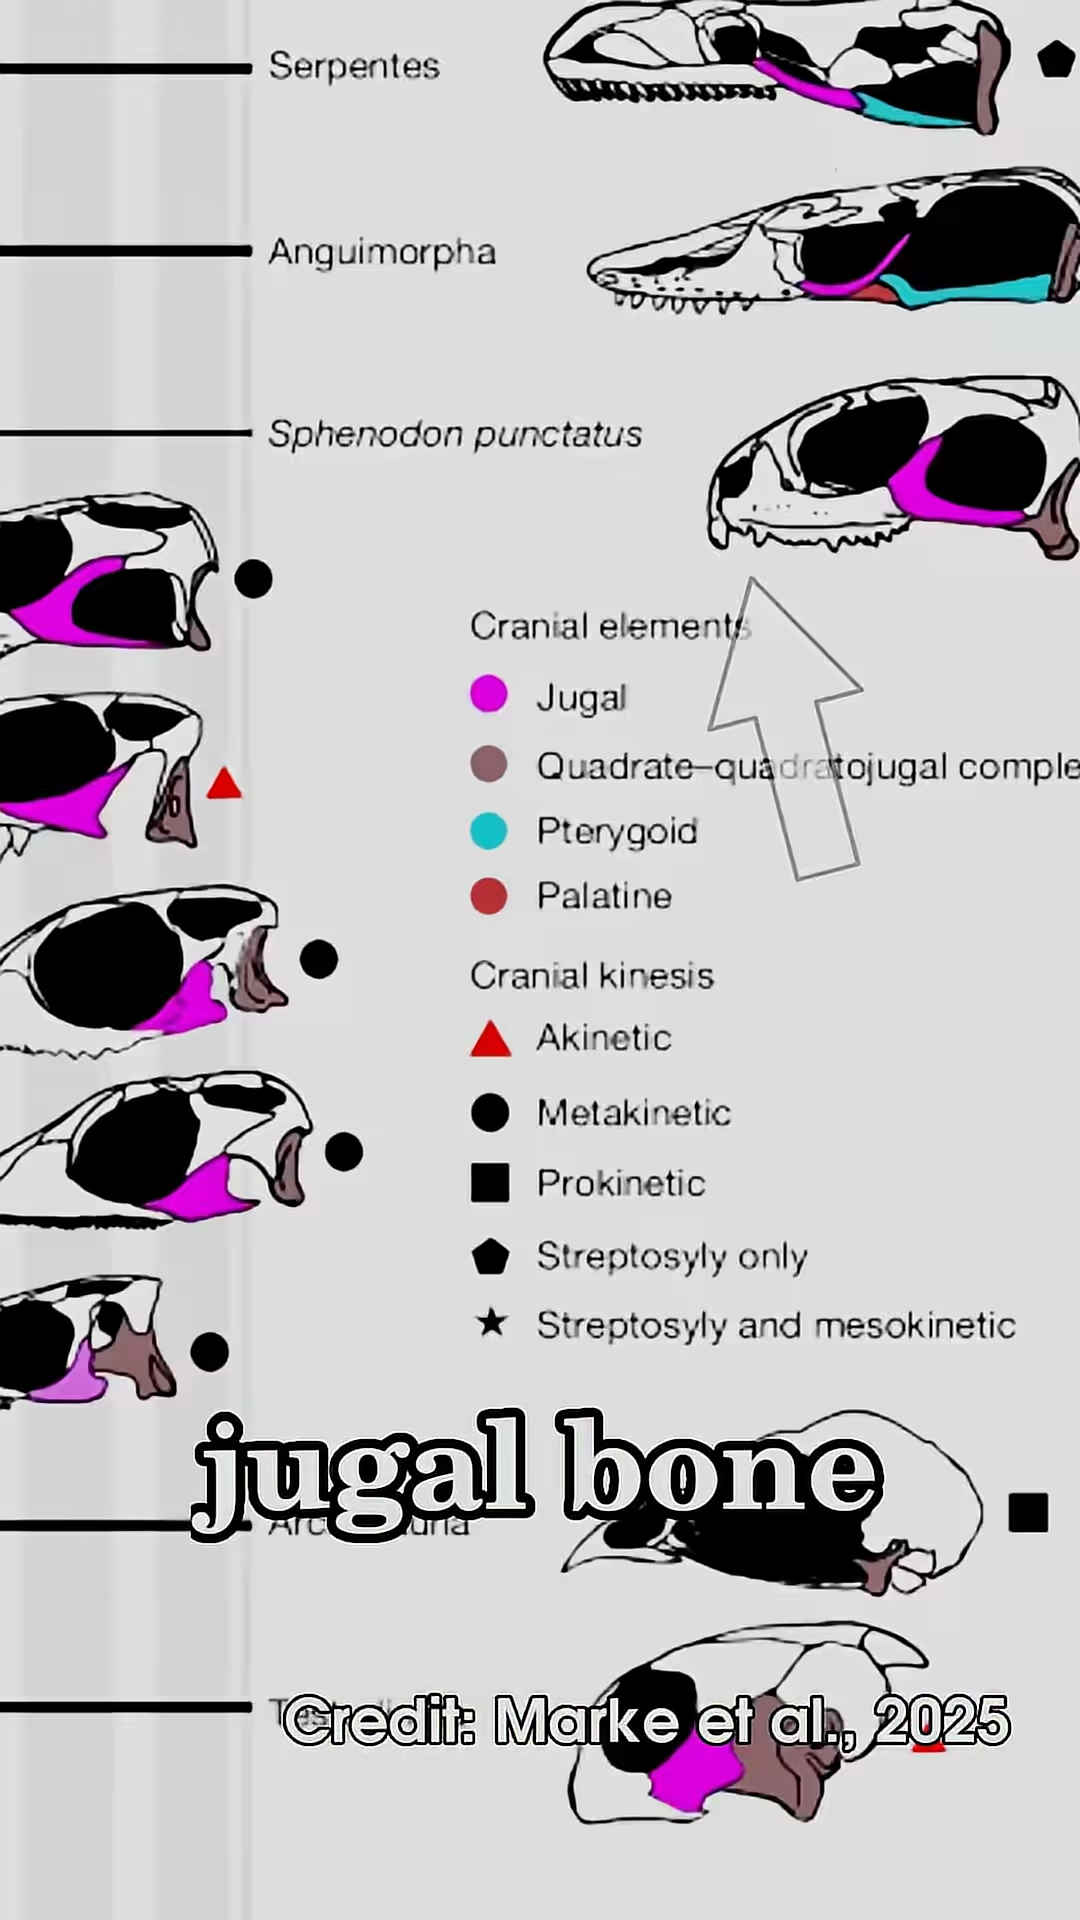 Serpentes
Anguimorpha
Sphenodon punctatus
Cranial elements
Jugal
Quadrate–quadratojugal comple
Pterygoid
Palatine
Cranial kinesis
Akinetic
Metakinetic
Prokinetic
Streptosyly only
Streptosyly and mesokinetic
jugal bone
Credit: Marke et al., 2025